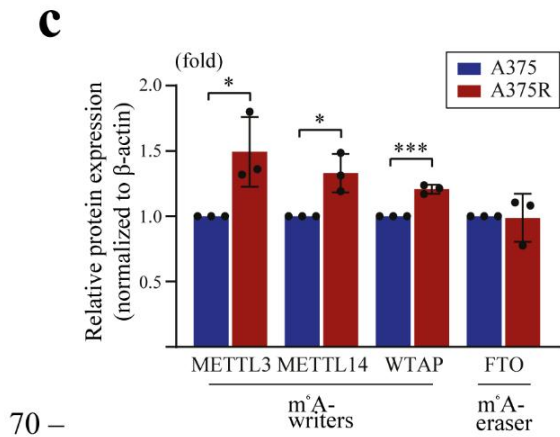 c
(fold)
A375
A375R
Relative protein expression
(normalized to β-actin)
2.0
1.5
1.0
0.5
*
*
***
METTL3 METTL14 WTAP FTO
m⁶A-
writers
m⁶A-
eraser
70 –